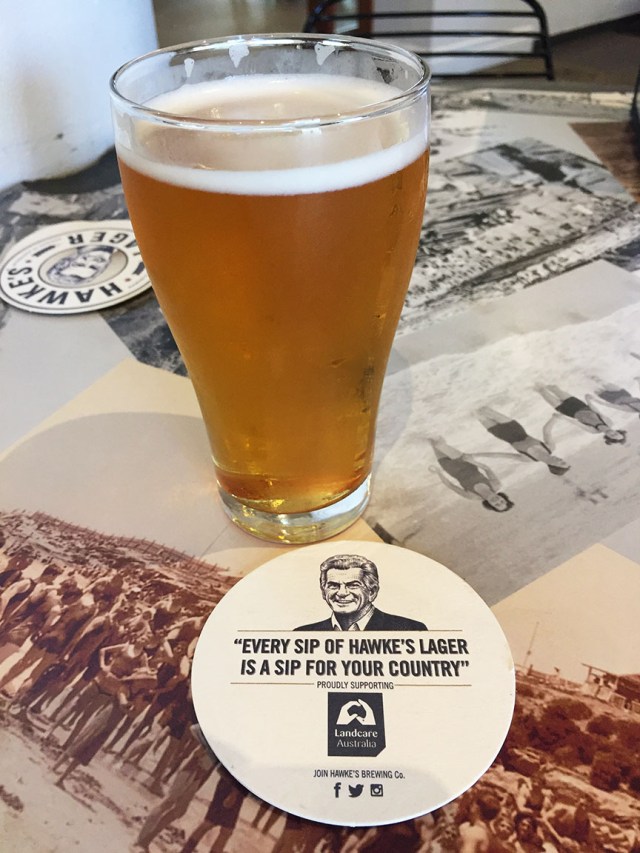 HAWKE'S
LAGER
"EVERY SIP OF HAWKE'S LAGER
IS A SIP FOR YOUR COUNTRY"
PROUDLY SUPPORTING
Landcare
Australia
JOIN HAWKE'S BREWING Co.